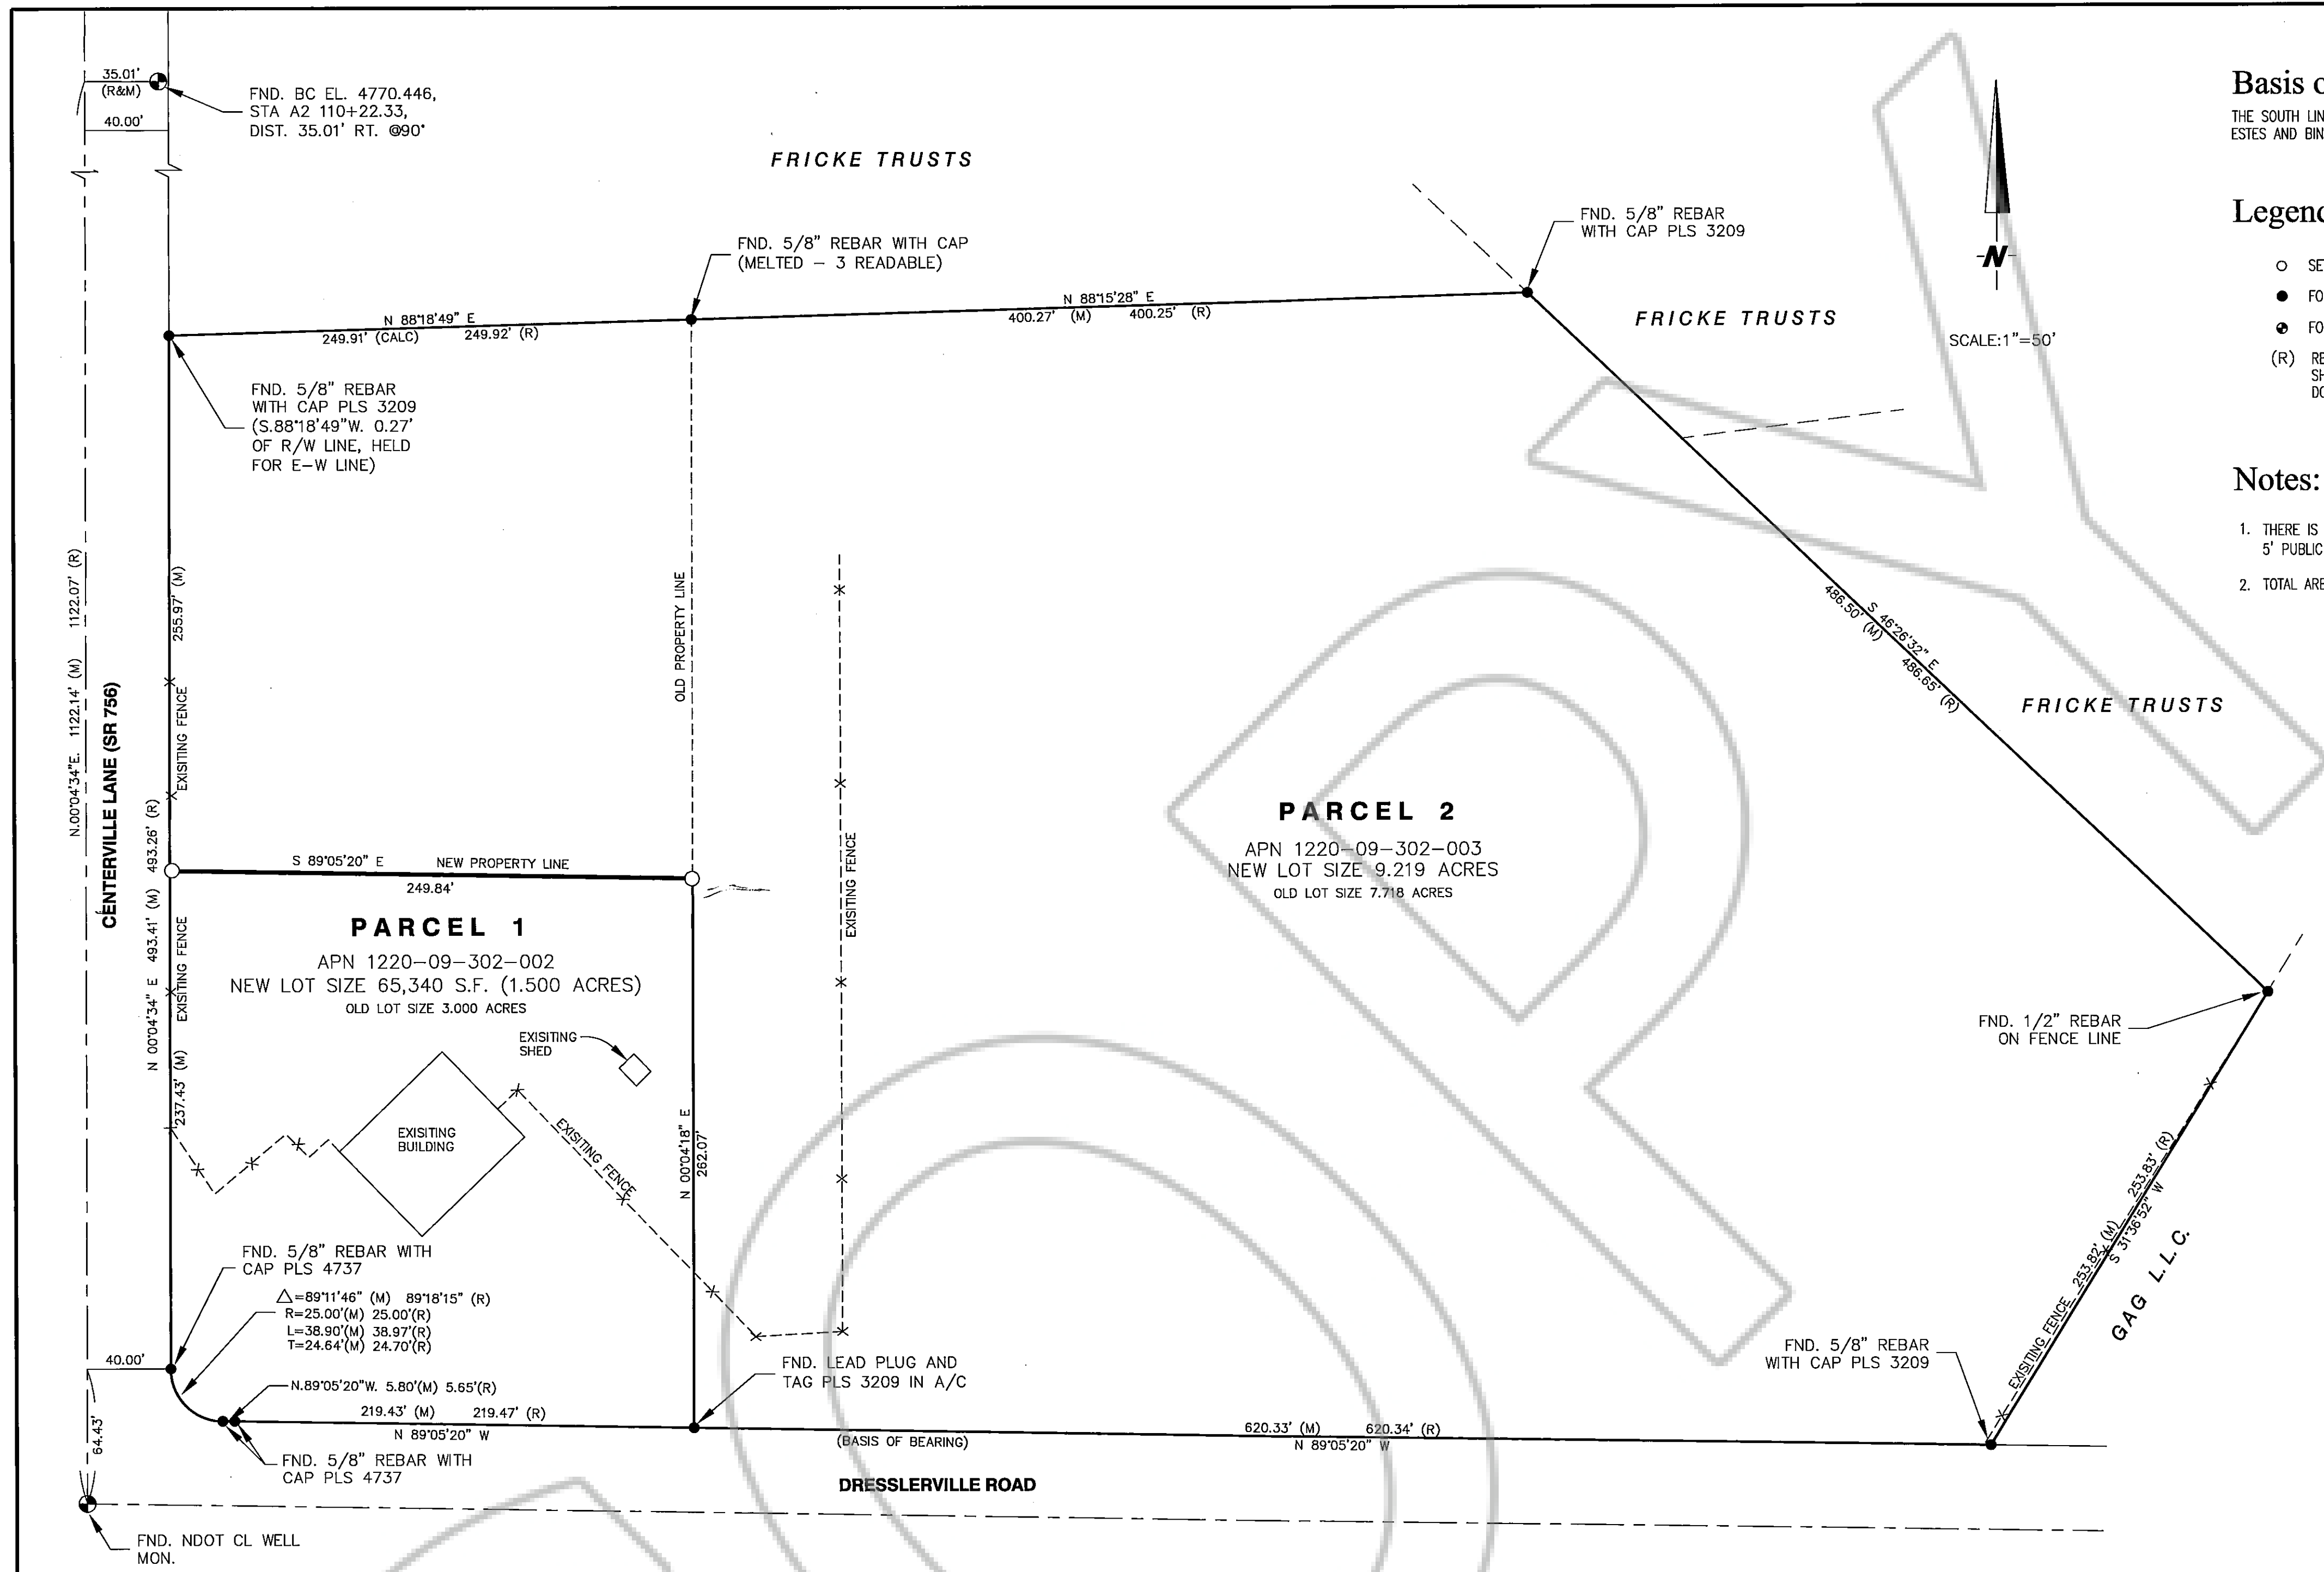 35.01'
(R&M)
40.00'
FND. BC EL. 4770.446,
STA A2 110+22.33,
DIST. 35.01' RT. @90°
FRICKE TRUSTS
FND. 5/8" REBAR WITH CAP
(MELTED – 3 READABLE)
FND. 5/8" REBAR
WITH CAP PLS 3209
-N-
SCALE:1"=50'
Basis o
THE SOUTH LIN
ESTES AND BIN
Legend
SE
FO
FO
(R) RE
SH
DO
Notes:
1. THERE IS
5' PUBLIC
2. TOTAL ARE
N 88°18'49" E
249.91' (CALC) 249.92' (R)
N 88°15'28" E
400.27' (M) 400.25' (R)
FRICKE TRUSTS
FND. 5/8" REBAR
WITH CAP PLS 3209
(S.88°18'49"W. 0.27'
OF R/W LINE, HELD
FOR E–W LINE)
N.00°04'34"E. 1122.14' (M) 1122.07' (R)
CENTERVILLE LANE (SR 756)
255.97' (M)
EXISITING FENCE
N 00°04'34" E 493.41' (M) 493.26' (R)
EXISITING FENCE
237.43' (M)
OLD PROPERTY LINE
EXISITING FENCE
S 46°26'32" E
486.50' (M) 486.65' (R)
FRICKE TRUSTS
S 89°05'20" E NEW PROPERTY LINE
249.84'
PARCEL 1
APN 1220–09–302–002
NEW LOT SIZE 65,340 S.F. (1.500 ACRES)
OLD LOT SIZE 3.000 ACRES
PARCEL 2
APN 1220–09–302–003
NEW LOT SIZE 9.219 ACRES
OLD LOT SIZE 7.718 ACRES
EXISITING
SHED
EXISITING
BUILDING
EXISITING FENCE
N 00°04'18" E
262.07'
FND. 1/2" REBAR
ON FENCE LINE
EXISITING FENCE 253.82' (M) 253.83' (R)
S 31°36'52" W
GAG L.L.C.
FND. 5/8" REBAR WITH
CAP PLS 4737
△=89°11'46" (M) 89°18'15" (R)
R=25.00'(M) 25.00'(R)
L=38.90'(M) 38.97'(R)
T=24.64'(M) 24.70'(R)
40.00'
64.43'
N.89°05'20"W. 5.80'(M) 5.65'(R)
219.43' (M) 219.47' (R)
N 89°05'20" W
FND. 5/8" REBAR WITH
CAP PLS 4737
FND. LEAD PLUG AND
TAG PLS 3209 IN A/C
FND. 5/8" REBAR
WITH CAP PLS 3209
(BASIS OF BEARING)
620.33' (M) 620.34' (R)
N 89°05'20" W
DRESSLERVILLE ROAD
FND. NDOT CL WELL
MON.
COPY